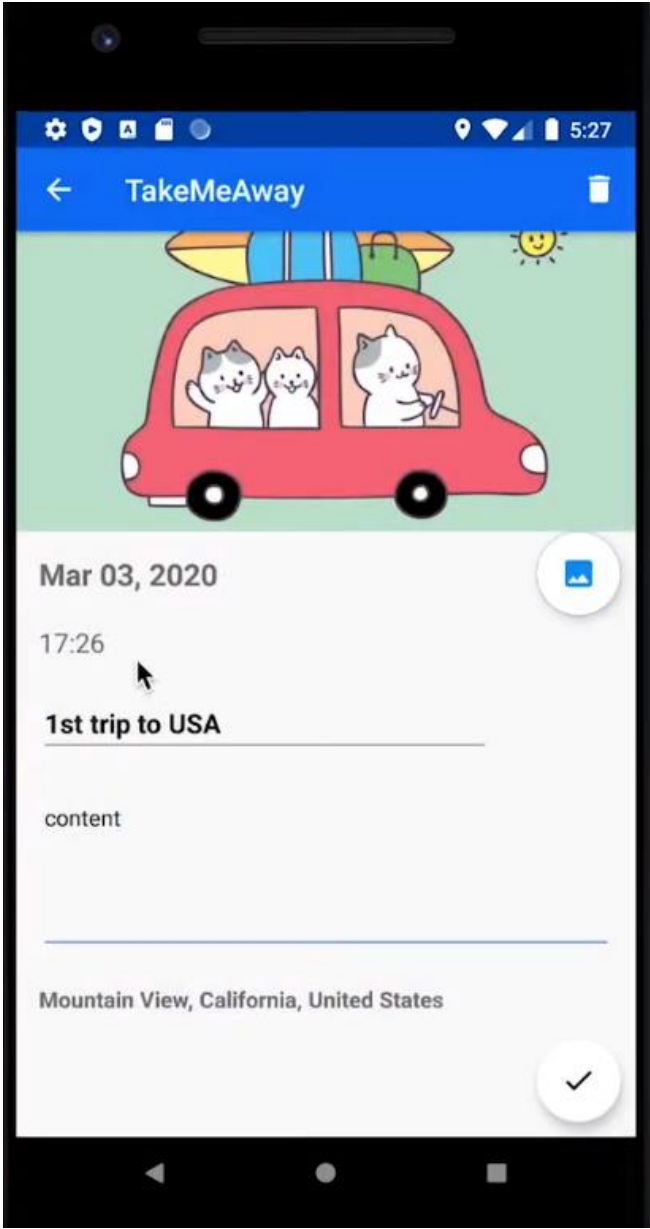 5:27
TakeMeAway
Mar 03, 2020
17:26
1st trip to USA
content
Mountain View, California, United States